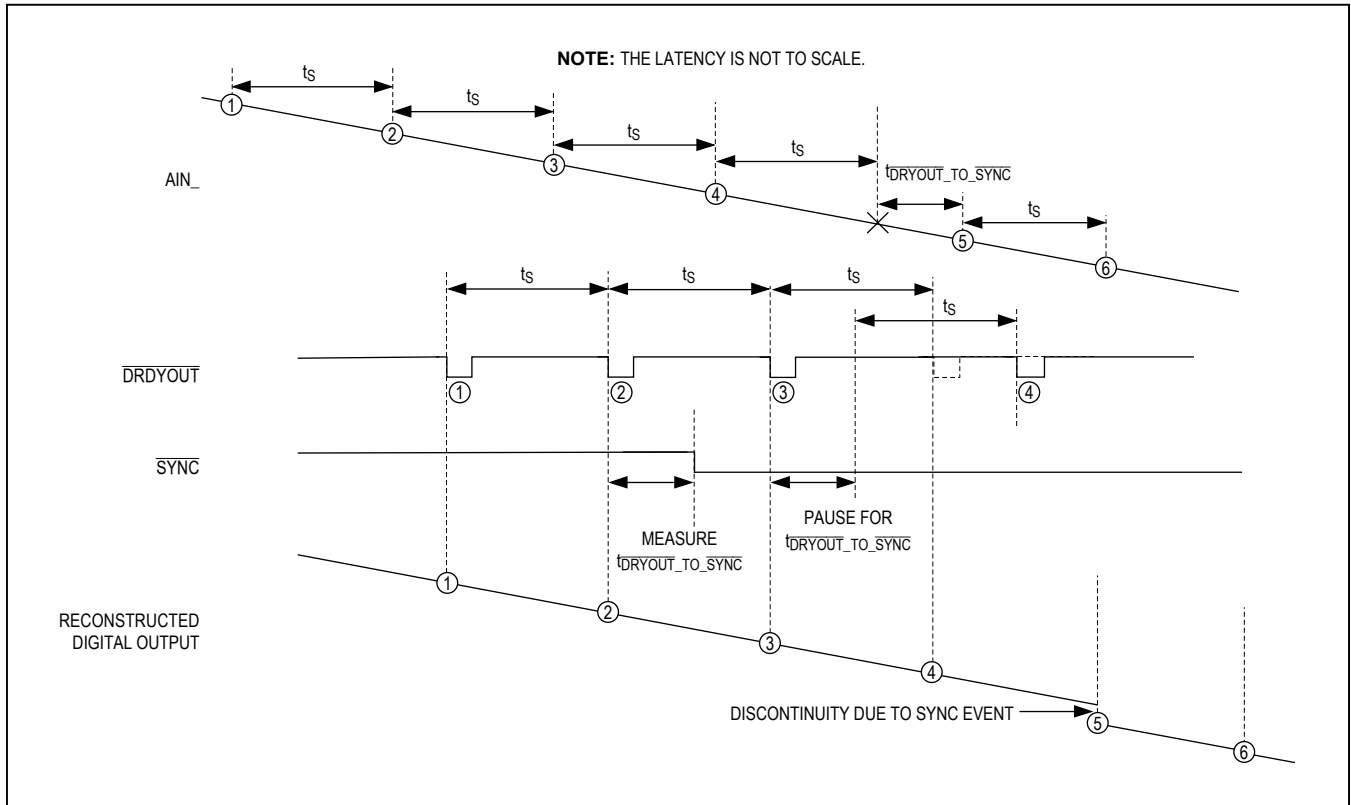 NOTE: THE LATENCY IS NOT TO SCALE.
tS
1
tS
2
tS
3
tS
4
tDRYOUT_TO_SYNC
tS
5
6
AIN_
tS
tS
tS
tS
DRDYOUT
1
2
3
4
SYNC
MEASURE
tDRYOUT_TO_SYNC
PAUSE FOR
tDRYOUT_TO_SYNC
RECONSTRUCTED
DIGITAL OUTPUT
1
2
3
4
DISCONTINUITY DUE TO SYNC EVENT
5
6